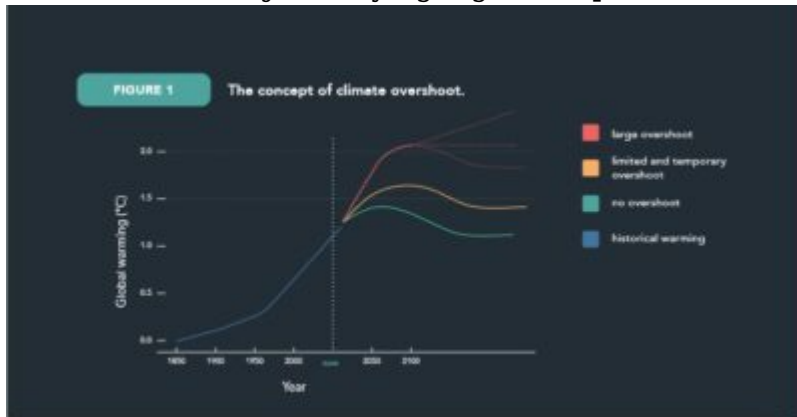 FIGURE 1
The concept of climate overshoot.
2.0
1.5
1.0
0.5
0.0
Global warming (°C)
1850 1900 1950 2000 2050 2100
Year
large overshoot
limited and temporary
overshoot
no overshoot
historical warming